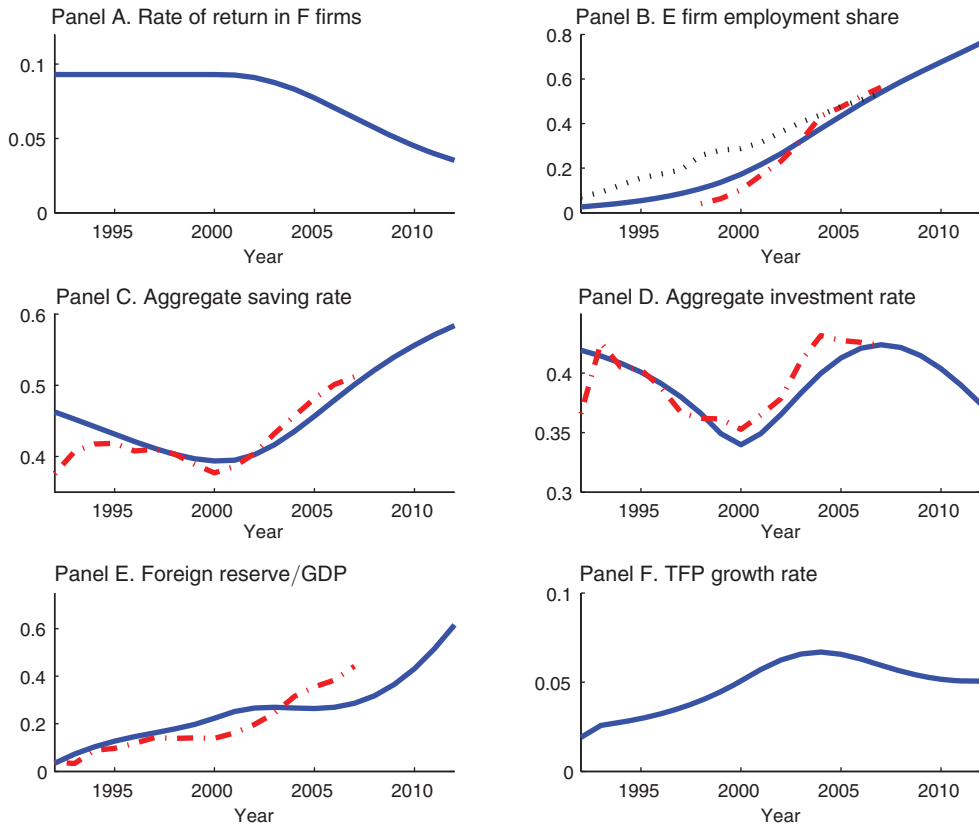 Panel A. Rate of return in F firms
0.1
0.05
0
1995 2000 2005 2010
Year
Panel B. E firm employment share
0.8
0.6
0.4
0.2
0
1995 2000 2005 2010
Year
Panel C. Aggregate saving rate
0.6
0.5
0.4
1995 2000 2005 2010
Year
Panel D. Aggregate investment rate
0.4
0.35
0.3
1995 2000 2005 2010
Year
Panel E. Foreign reserve/GDP
0.6
0.4
0.2
0
1995 2000 2005 2010
Year
Panel F. TFP growth rate
0.1
0.05
0
1995 2000 2005 2010
Year